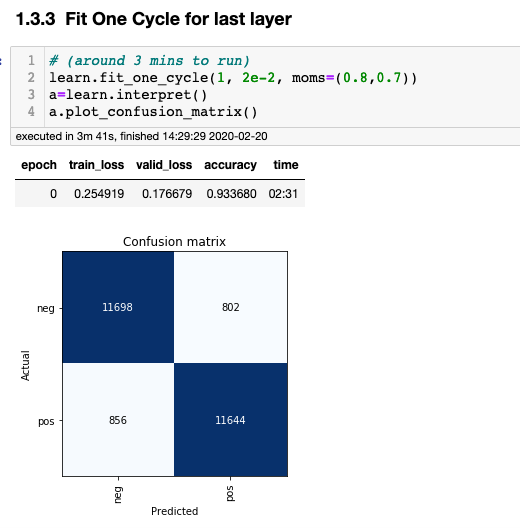 1.3.3 Fit One Cycle for last layer
1 # (around 3 mins to run)
2 learn.fit_one_cycle(1, 2e-2, moms=(0.8,0.7))
3 a=learn.interpret()
4 a.plot_confusion_matrix()
executed in 3m 41s, finished 14:29:29 2020-02-20
epoch train_loss valid_loss accuracy time
0 0.254919 0.176679 0.933680 02:31
Confusion matrix
neg 11698 802
Actual
pos 856 11644
neg pos
Predicted